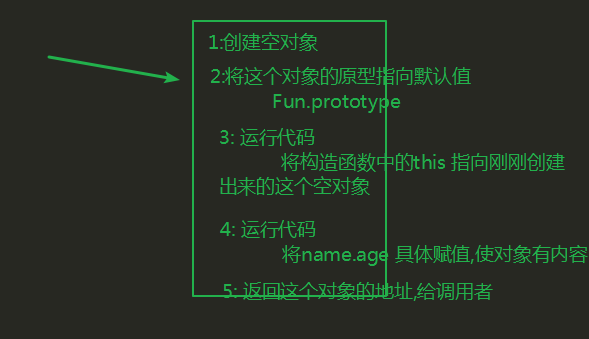 1:创建空对象
2:将这个对象的原型指向默认值
Fun.prototype
3: 运行代码
将构造函数中的this 指向刚刚创建
出来的这个空对象
4: 运行代码
将name.age 具体赋值,使对象有内容
5: 返回这个对象的地址,给调用者